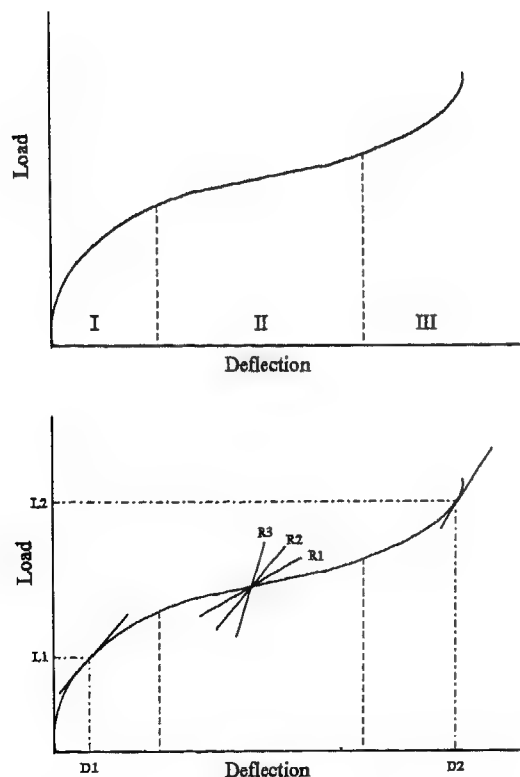 Load
I II III
Deflection
L2
R3
R2
R1
Load
L1
D1 Deflection D2